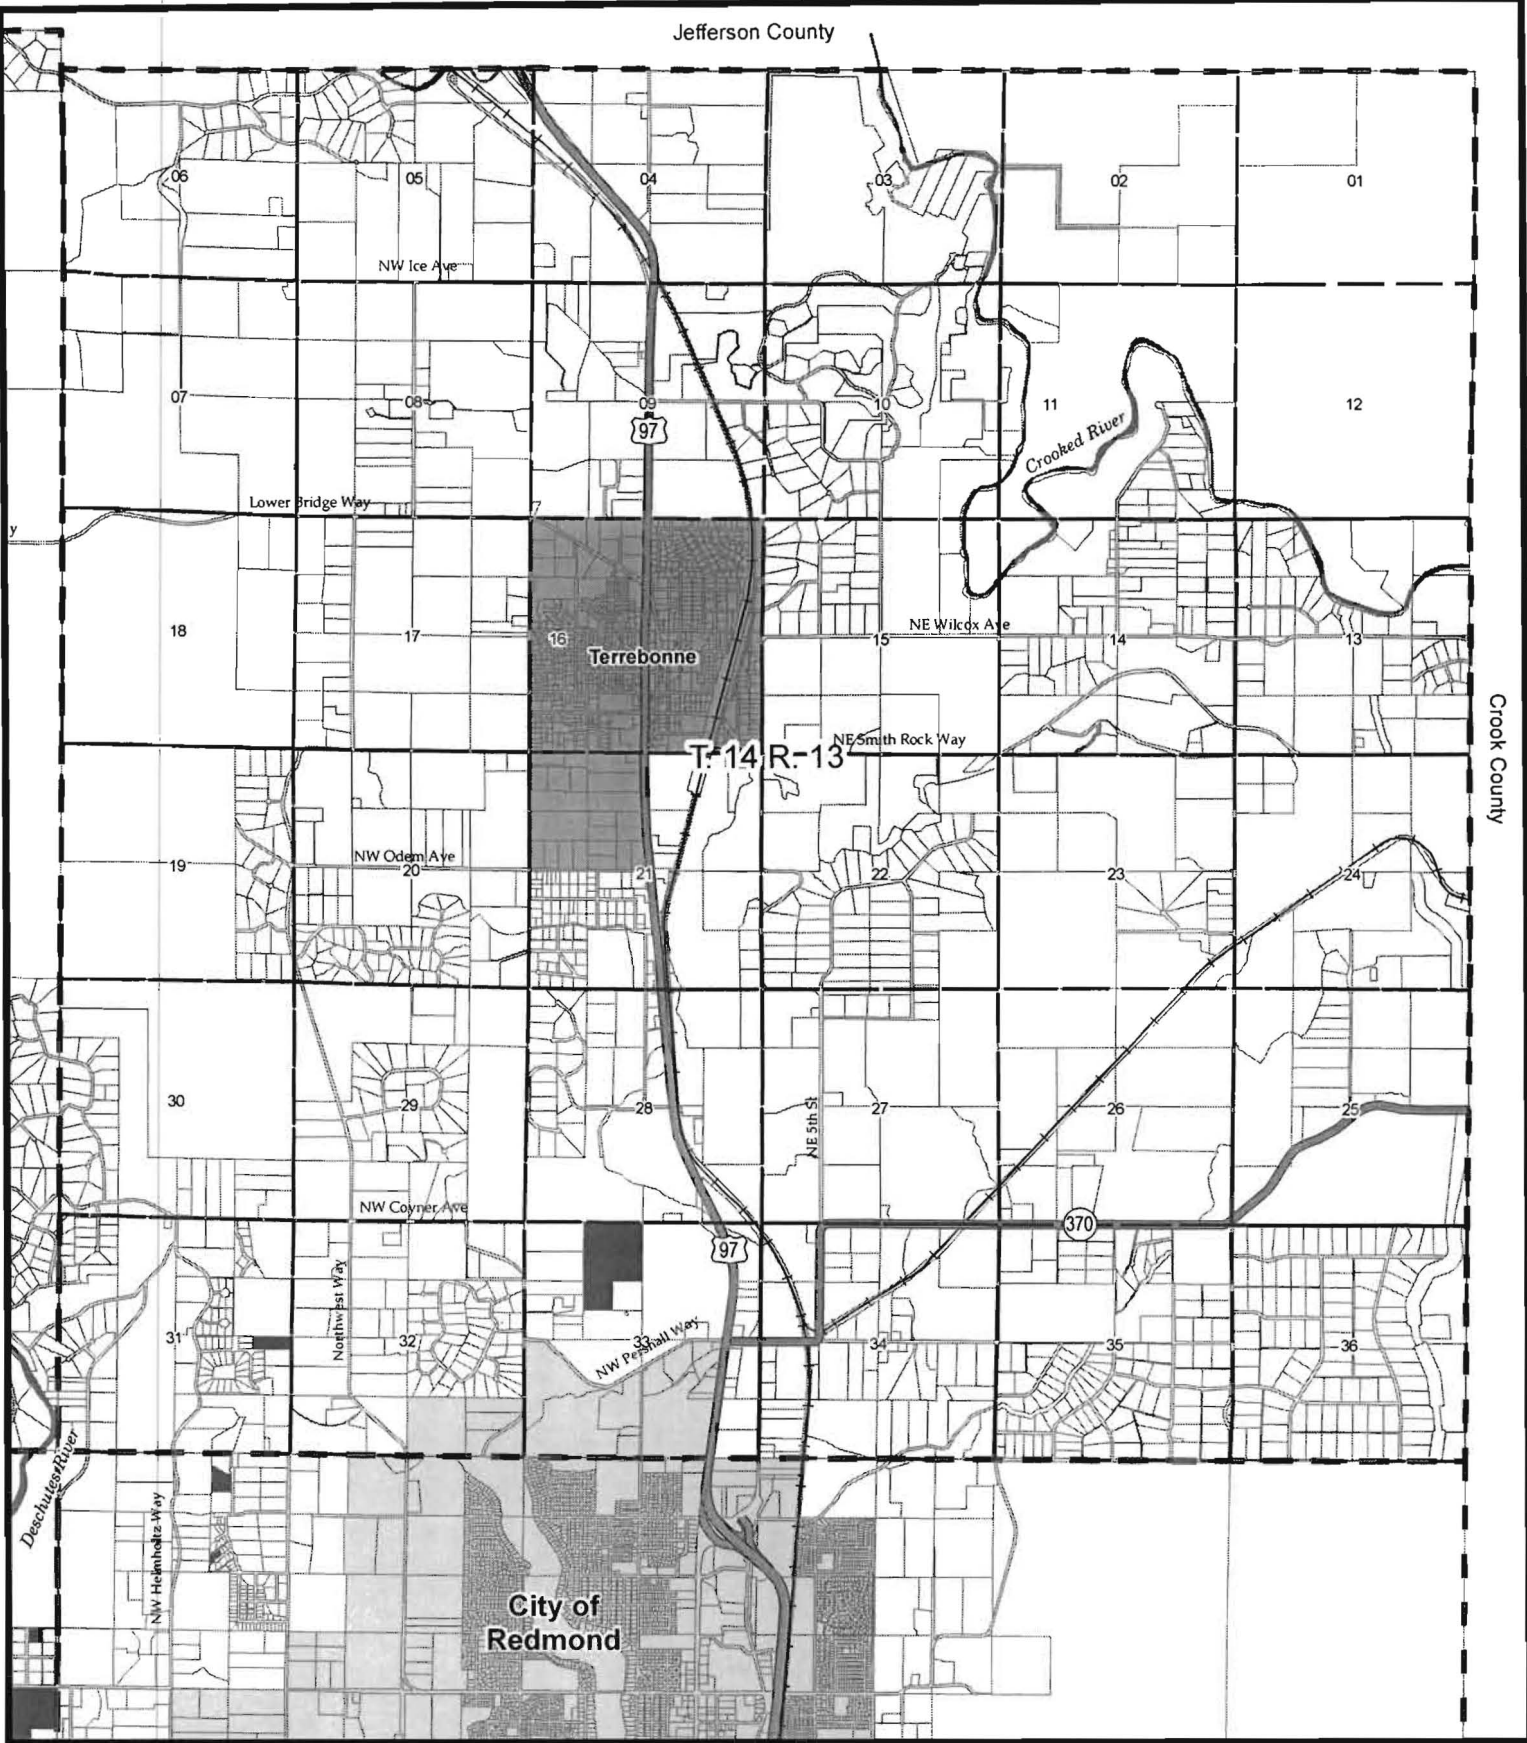 Jefferson County
06
05
04
03
02
01
NW Ice Ave
07
08
09
10
11
12
97
Crooked River
Lower Bridge Way
y
18
17
16
15
14
13
NE Wilcox Ave
Terrebonne
NE Smith Rock Way
T. 14 R. 13
Crook County
19
NW Odem Ave
20
21
22
23
24
30
29
28
27
26
25
NE 5th St
NW Coyner Ave
370
97
Northwest Way
31
32
33
NW Pershall Way
34
35
36
Deschutes River
NW Helmholtz Way
City of
Redmond